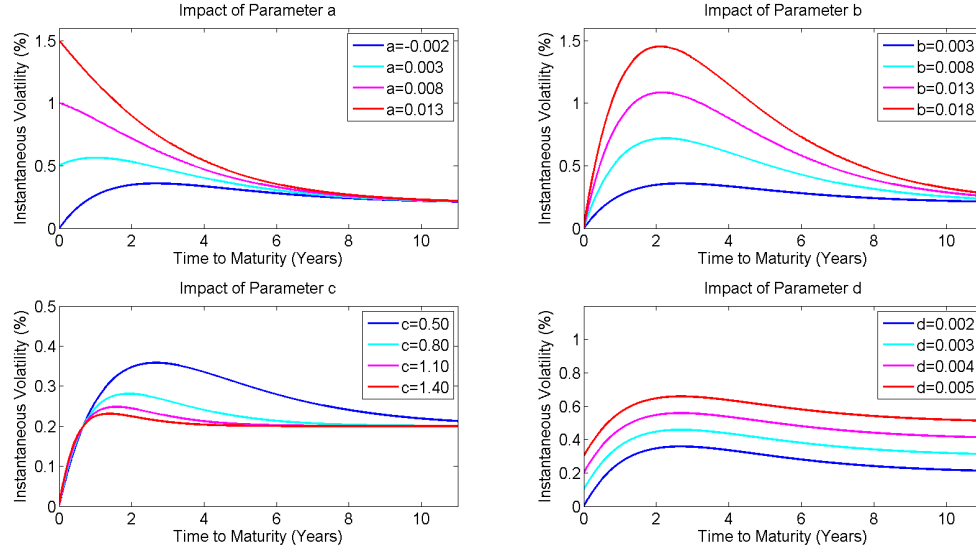 Impact of Parameter a
Instantaneous Volatility (%)
1.5
1
0.5
0
0 2 4 6 8 10
Time to Maturity (Years)
a=-0.002
a=0.003
a=0.008
a=0.013
Impact of Parameter b
Instantaneous Volatility (%)
1.5
1
0.5
0
0 2 4 6 8 10
Time to Maturity (Years)
b=0.003
b=0.008
b=0.013
b=0.018
Impact of Parameter c
Instantaneous Volatility (%)
0.5
0.4
0.3
0.2
0.1
0
0 2 4 6 8 10
Time to Maturity (Years)
c=0.50
c=0.80
c=1.10
c=1.40
Impact of Parameter d
Instantaneous Volatility (%)
1
0.8
0.6
0.4
0.2
0
0 2 4 6 8 10
Time to Maturity (Years)
d=0.002
d=0.003
d=0.004
d=0.005